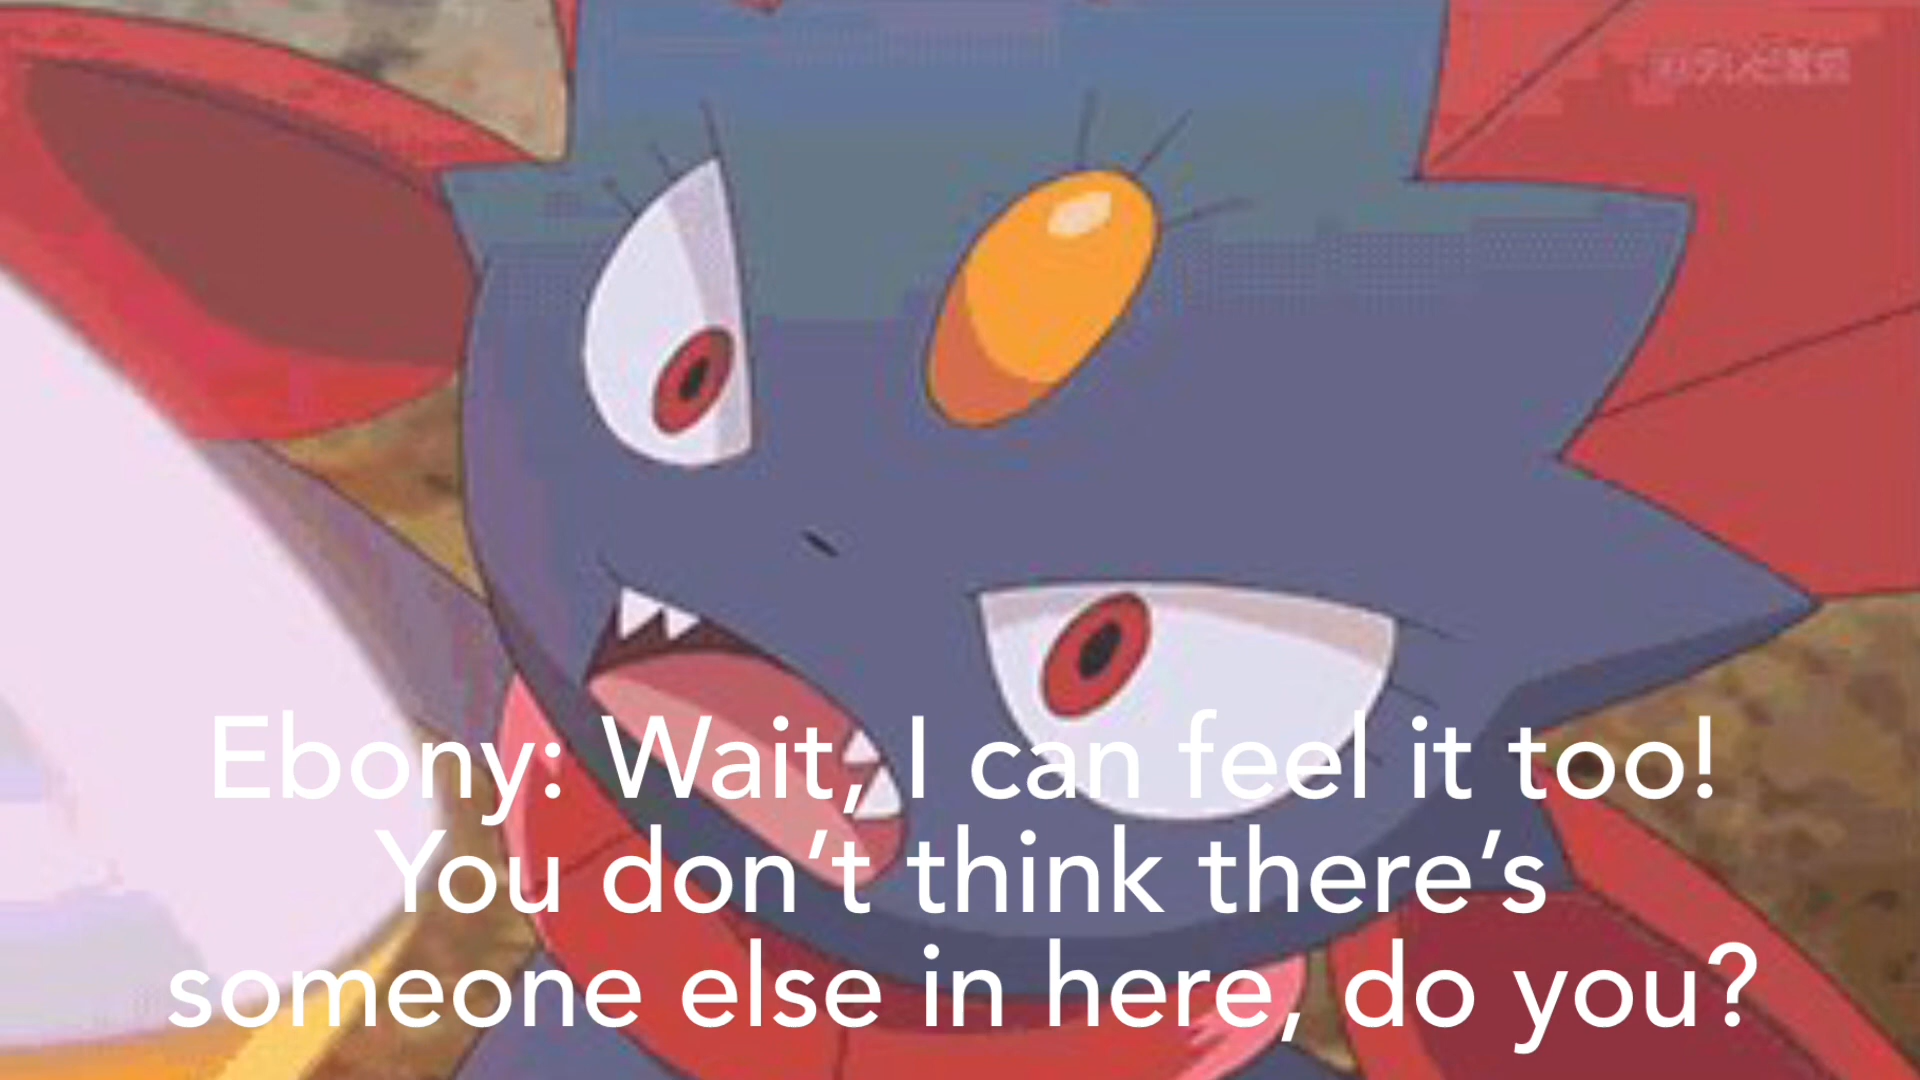 Ebony: Wait, I can feel it too!
You don’t think there’s
someone else in here, do you?